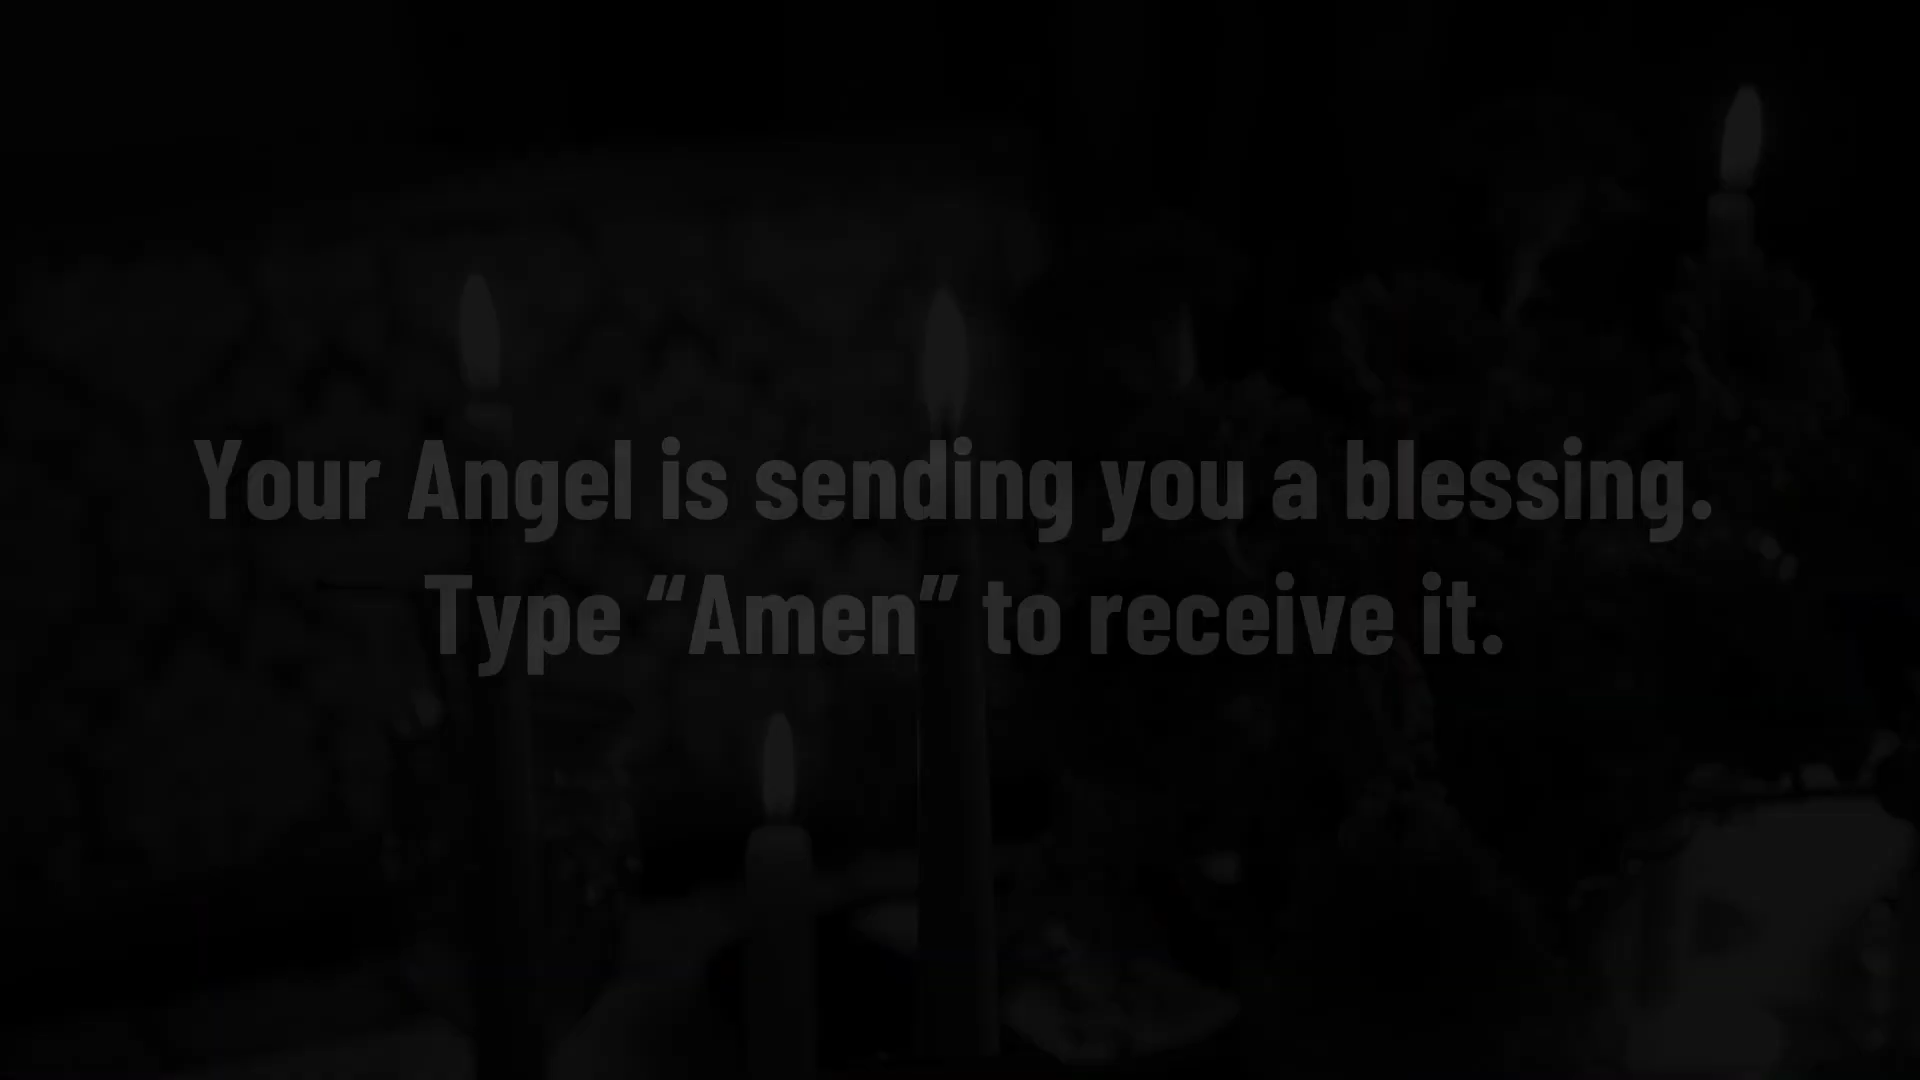 Your Angel is sending you a blessing.
Type “Amen” to receive it.